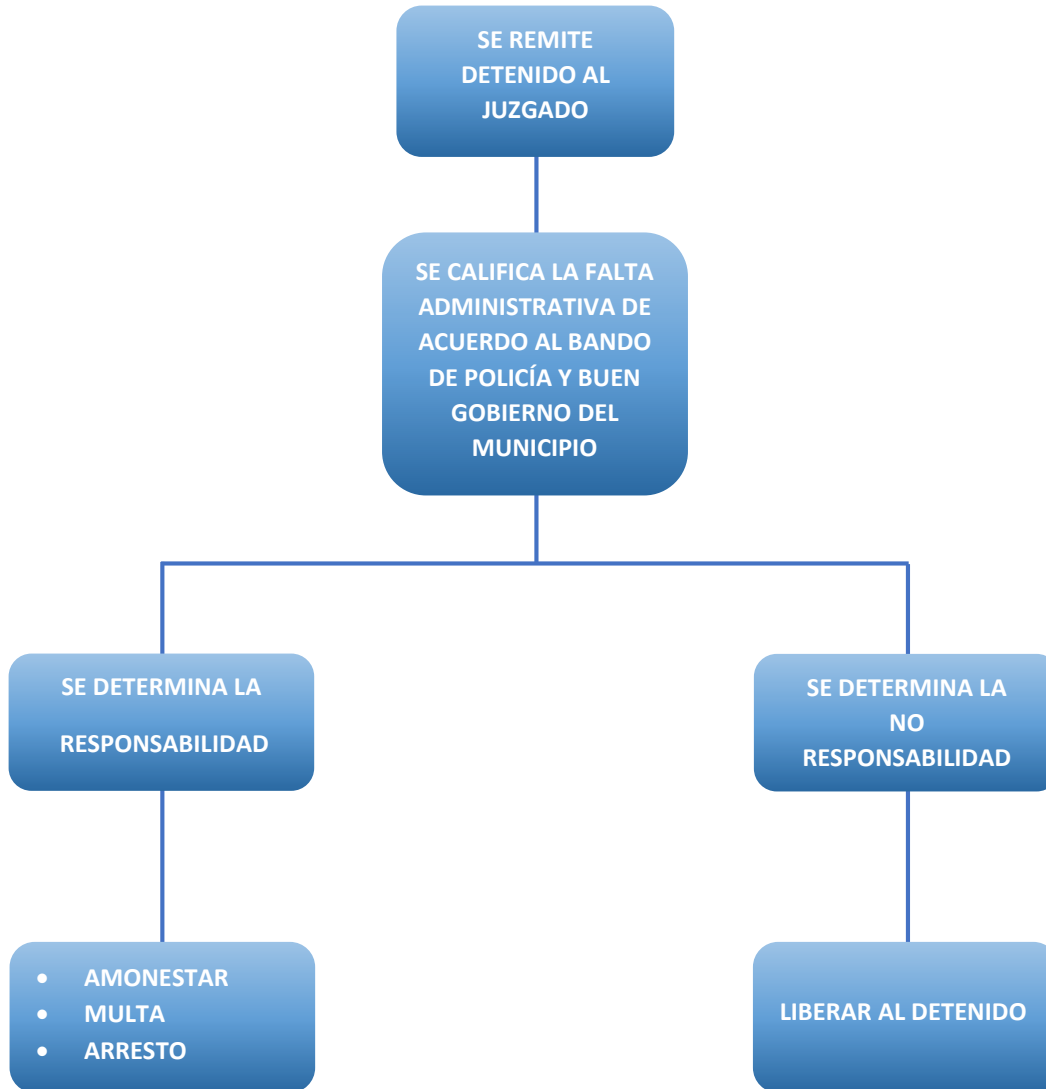 SE REMITE
DETENIDO AL
JUZGADO
SE CALIFICA LA FALTA
ADMINISTRATIVA DE
ACUERDO AL BANDO
DE POLICÍA Y BUEN
GOBIERNO DEL
MUNICIPIO
SE DETERMINA LA
RESPONSABILIDAD
SE DETERMINA LA
NO
RESPONSABILIDAD
• AMONESTAR
• MULTA
• ARRESTO
LIBERAR AL DETENIDO